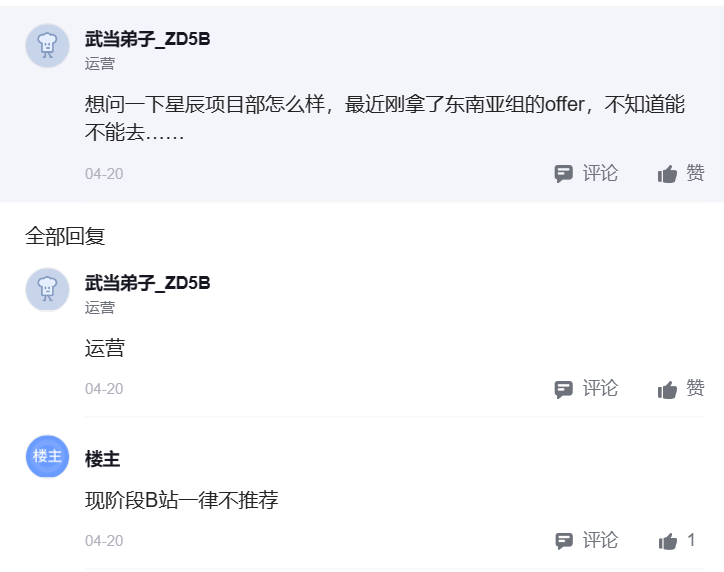 武当弟子_ZD5B
运营
想问一下星辰项目部怎么样，最近刚拿了东南亚组的offer，不知道能
不能去……
04-20 评论 赞
全部回复
武当弟子_ZD5B
运营
运营
04-20 评论 赞
楼主 楼主
现阶段B站一律不推荐
04-20 评论 1